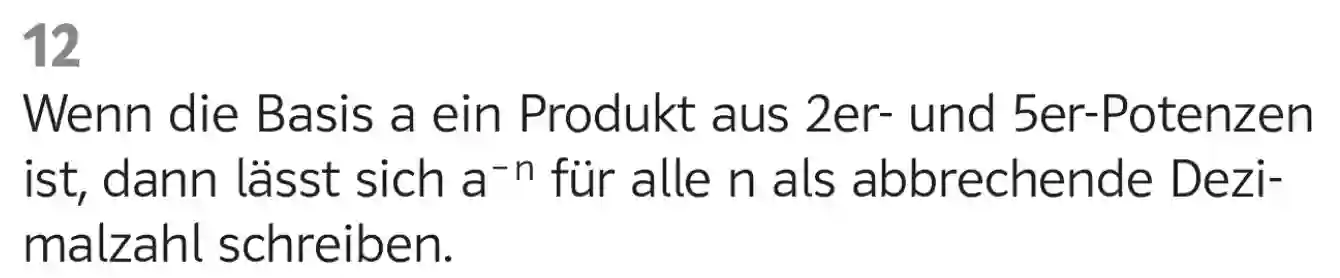 12
Wenn die Basis a ein Produkt aus 2er- und 5er-Potenzen
ist, dann lässt sich a⁻ⁿ für alle n als abbrechende Dezi-
malzahl schreiben.